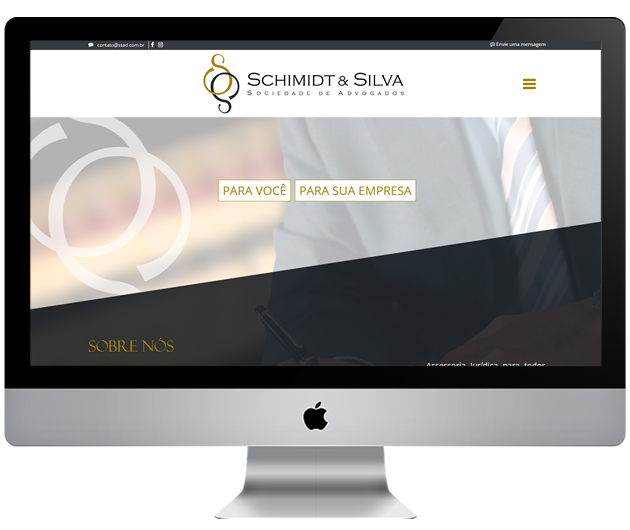 contato@ssad.com.br
Envie uma mensagem
SCHIMIDT & SILVA
SOCIEDADE DE ADVOGADOS
PARA VOCÊ
PARA SUA EMPRESA
SOBRE NÓS
Assessoria Jurídica para todos